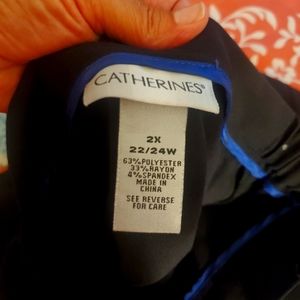 CATHERINES®
2X
22/24W
63% POLYESTER
33% RAYON
4% SPANDEX
MADE IN
CHINA
SEE REVERSE
FOR CARE